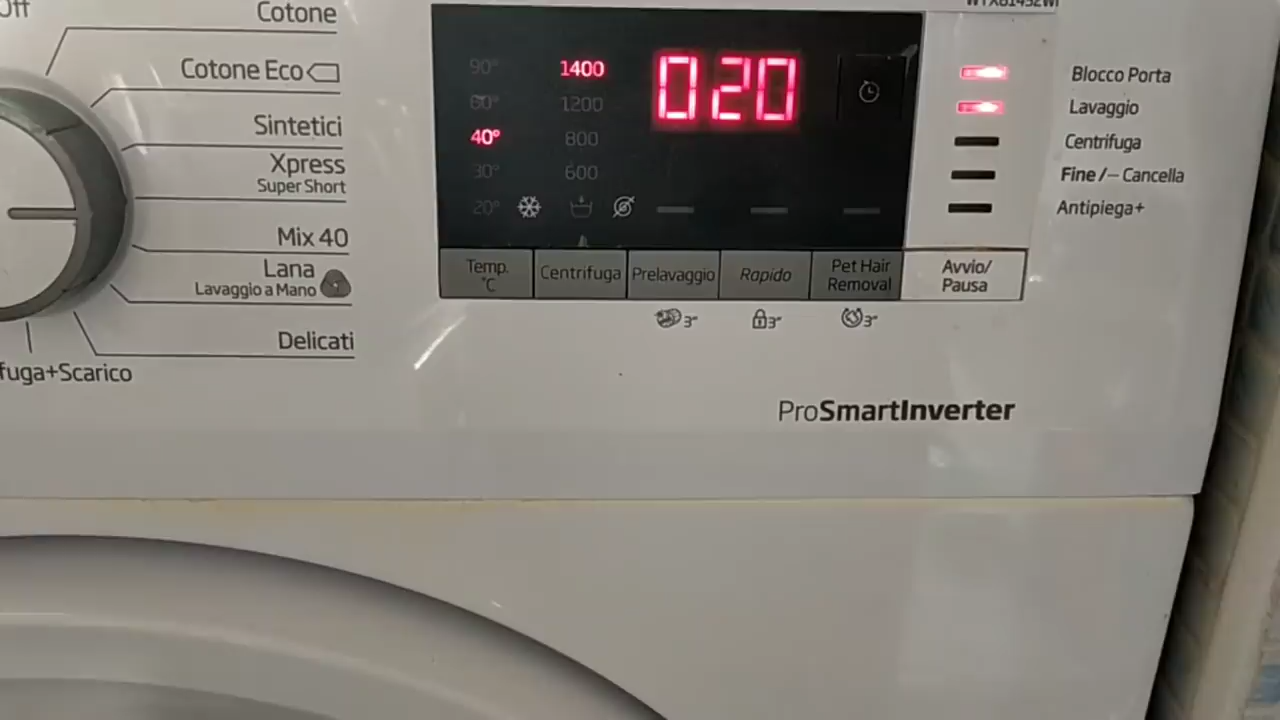 Cotone
Cotone Eco
Sintetici
Xpress
Super Short
Mix 40
Lana
Lavaggio a Mano
Delicati
fuga+Scarico
90°
60°
40°
30°
20°
1400
1200
800
600
020
Temp.
°C
Centrifuga
Prelavaggio
Rapido
Pet Hair
Removal
Avvio/
Pausa
3"
3"
3"
Blocco Porta
Lavaggio
Centrifuga
Fine / – Cancella
Antipiega+
ProSmartInverter